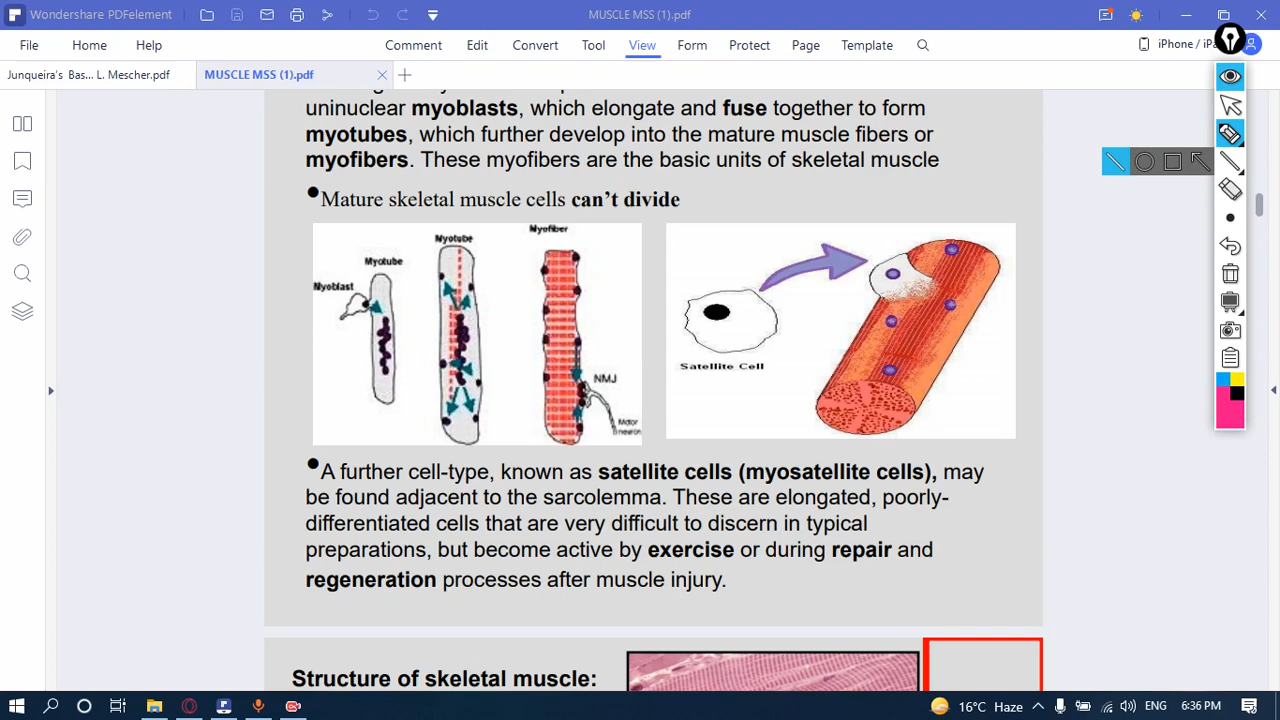 Wondershare PDFelement
MUSCLE MSS (1).pdf
File Home Help Comment Edit Convert Tool View Form Protect Page Template
iPhone / iPa
Junqueira's Bas... L. Mescher.pdf
MUSCLE MSS (1).pdf
uninuclear myoblasts, which elongate and fuse together to form
myotubes, which further develop into the mature muscle fibers or
myofibers. These myofibers are the basic units of skeletal muscle
•Mature skeletal muscle cells can't divide
Myoblast
Myotube
Myotube
Myofiber
NMJ
Motor
neuron
Satellite Cell
•A further cell-type, known as satellite cells (myosatellite cells), may
be found adjacent to the sarcolemma. These are elongated, poorly-
differentiated cells that are very difficult to discern in typical
preparations, but become active by exercise or during repair and
regeneration processes after muscle injury.
Structure of skeletal muscle:
16°C Haze
ENG
6:36 PM